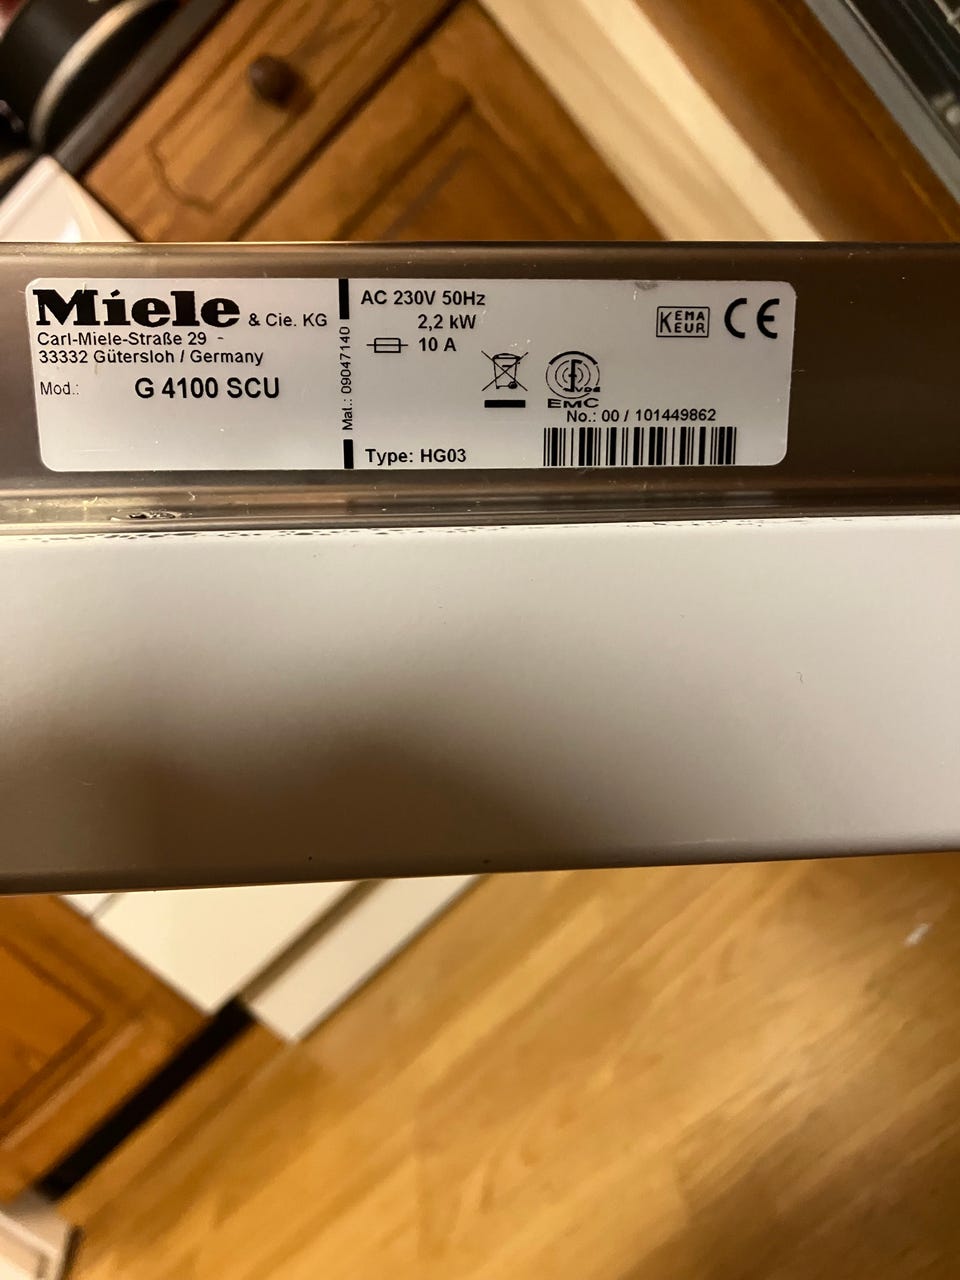 Miele & Cie. KG
Carl-Miele-Straße 29 -
33332 Gütersloh / Germany
Mod.: G 4100 SCU
Mat.: 09047140
AC 230V 50Hz
2,2 kW
10 A
Type: HG03
KEMA
KEUR
CE
VDE
EMC
No.: 00 / 101449862